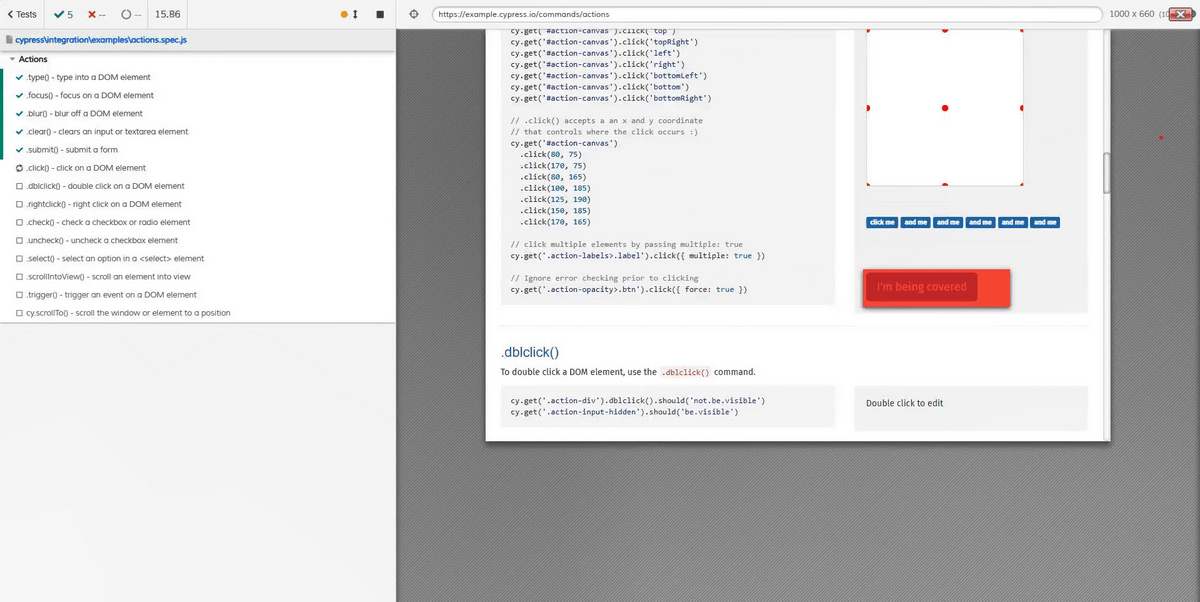 Tests 5 -- -- 15.86
https://example.cypress.io/commands/actions
1000 x 660
cypress\integration\examples\actions.spec.js
Actions
.type() - type into a DOM element
.focus() - focus on a DOM element
.blur() - blur off a DOM element
.clear() - clears an input or textarea element
.submit() - submit a form
.click() - click on a DOM element
.dblclick() - double click on a DOM element
.rightclick() - right click on a DOM element
.check() - check a checkbox or radio element
.uncheck() - uncheck a checkbox element
.select() - select an option in a <select> element
.scrollIntoView() - scroll an element into view
.trigger() - trigger an event on a DOM element
cy.scrollTo() - scroll the window or element to a position
cy.get('#action-canvas').click('top')
cy.get('#action-canvas').click('topRight')
cy.get('#action-canvas').click('left')
cy.get('#action-canvas').click('right')
cy.get('#action-canvas').click('bottomLeft')
cy.get('#action-canvas').click('bottom')
cy.get('#action-canvas').click('bottomRight')
// .click() accepts a an x and y coordinate
// that controls where the click occurs :)
cy.get('#action-canvas')
.click(80, 75)
.click(170, 75)
.click(80, 165)
.click(100, 185)
.click(125, 190)
.click(150, 185)
.click(170, 165)
// click multiple elements by passing multiple: true
cy.get('.action-labels>.label').click({ multiple: true })
// Ignore error checking prior to clicking
cy.get('.action-opacity>.btn').click({ force: true })
click me and me and me and me and me and me
I'm being covered
.dblclick()
To double click a DOM element, use the .dblclick() command.
cy.get('.action-div').dblclick().should('not.be.visible')
cy.get('.action-input-hidden').should('be.visible')
Double click to edit